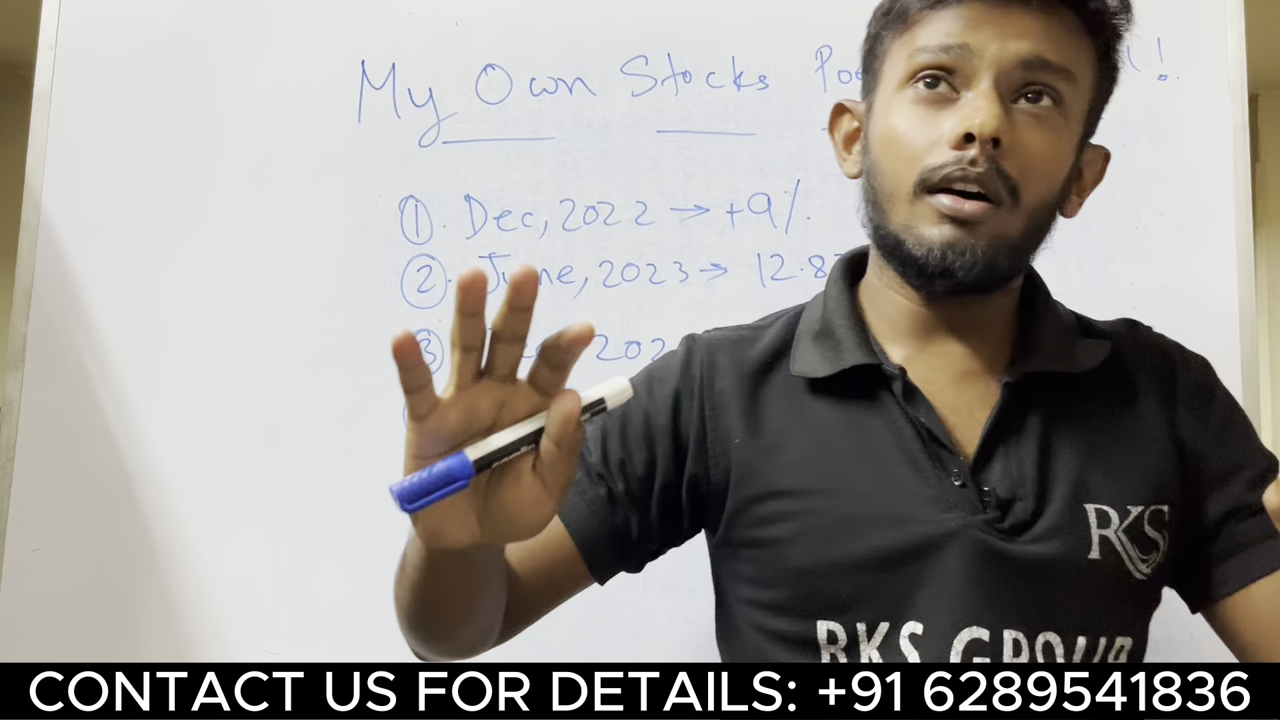 My Own Stocks
①. Dec, 2022 → +9%.
②. June, 2023 → 12.8
③
RKS
RKS GROUP
CONTACT US FOR DETAILS: +91 6289541836